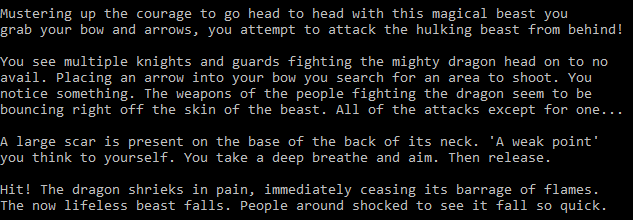 Mustering up the courage to go head to head with this magical beast you
grab your bow and arrows, you attempt to attack the hulking beast from behind!
You see multiple knights and guards fighting the mighty dragon head on to no
avail. Placing an arrow into your bow you search for an area to shoot. You
notice something. The weapons of the people fighting the dragon seem to be
bouncing right off the skin of the beast. All of the attacks except for one...
A large scar is present on the base of the back of its neck. 'A weak point'
you think to yourself. You take a deep breathe and aim. Then release.
Hit! The dragon shrieks in pain, immediately ceasing its barrage of flames.
The now lifeless beast falls. People around shocked to see it fall so quick.